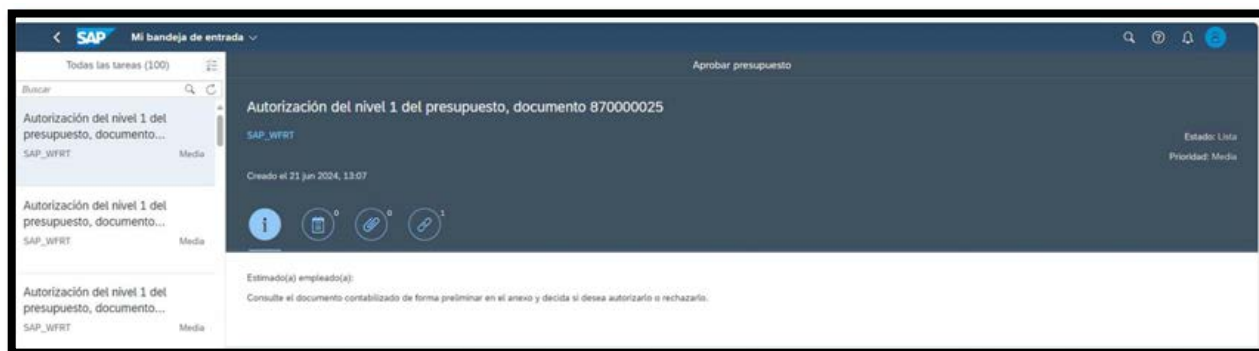 SAP Mi bandeja de entrada
Todas las tareas (100)
Buscar
Autorización del nivel 1 del
presupuesto, documento...
SAP_WFRT Media
Autorización del nivel 1 del
presupuesto, documento...
SAP_WFRT Media
Autorización del nivel 1 del
presupuesto, documento...
SAP_WFRT Media
Aprobar presupuesto
Autorización del nivel 1 del presupuesto, documento 870000025
SAP_WFRT
Estado: Lista
Prioridad: Media
Creado el 21 jun 2024, 13:07
0 0 1
Estimado(a) empleado(a):
Consulte el documento contabilizado de forma preliminar en el anexo y decida si desea autorizarlo o rechazarlo.